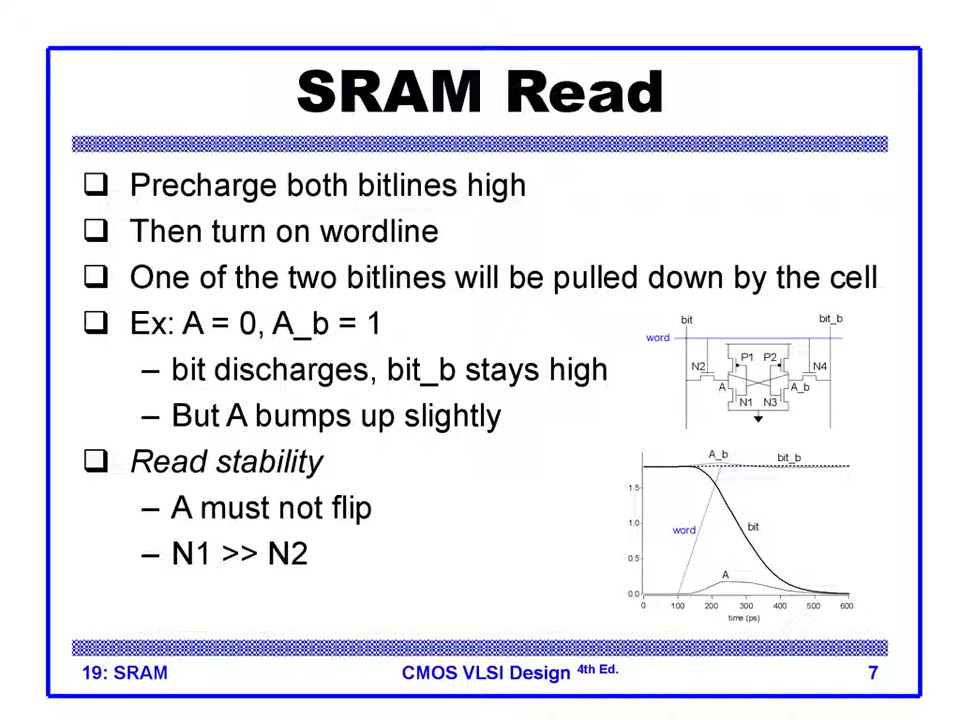 SRAM Read
❑ Precharge both bitlines high
❑ Then turn on wordline
❑ One of the two bitlines will be pulled down by the cell
❑ Ex: A = 0, A_b = 1
– bit discharges, bit_b stays high
– But A bumps up slightly
❑ Read stability
– A must not flip
– N1 >> N2
bit bit_b
word
P1 P2
N2 N4
A A_b
N1 N3
A_b bit_b
1.5
1.0 word bit
0.5
A
0.0
0 100 200 300 400 500 600
time (ps)
19: SRAM CMOS VLSI Design 4th Ed. 7